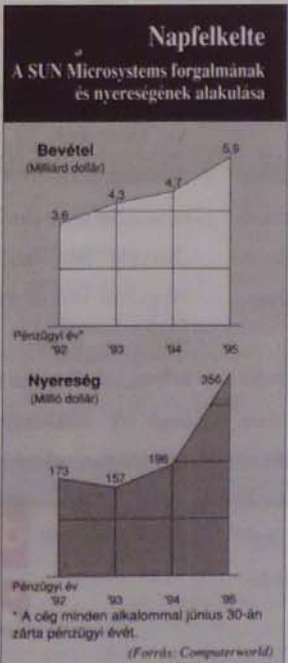 Napfelkelte
A SUN Microsystems forgalmának
és nyereségének alakulása
Bevétel
(Milliárd dollár)
5,9
4,7
4,3
3,6
Pénzügyi év*
'92 '93 '94 '95
Nyereség
(Millió dollár)
356
196
173
157
Pénzügyi év
'92 '93 '94 '95
* A cég minden alkalommal június 30-án
zárta pénzügyi évét.
(Forrás: Computerworld)